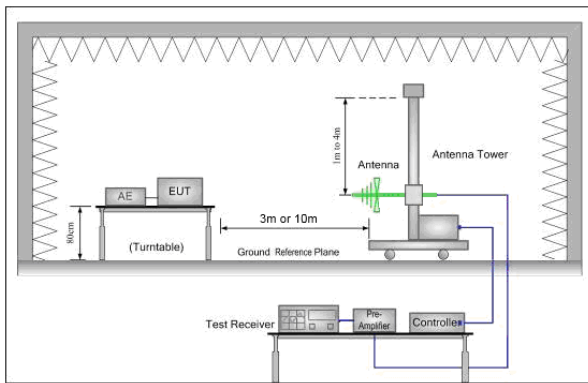 1m to 4m
Antenna
Antenna Tower
AE
EUT
3m or 10m
80cm
(Turntable)
Ground Reference Plane
Test Receiver
Pre-
Amplifier
Controller